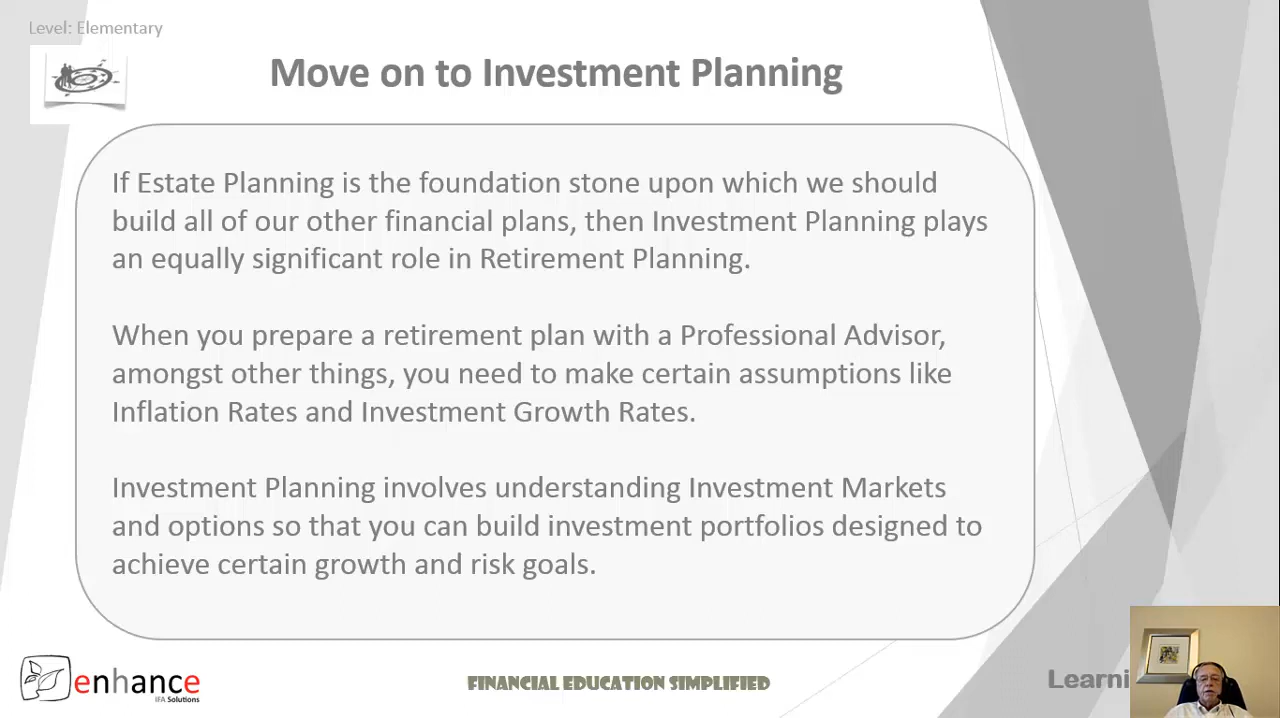 Level: Elementary
Move on to Investment Planning
If Estate Planning is the foundation stone upon which we should
build all of our other financial plans, then Investment Planning plays
an equally significant role in Retirement Planning.
When you prepare a retirement plan with a Professional Advisor,
amongst other things, you need to make certain assumptions like
Inflation Rates and Investment Growth Rates.
Investment Planning involves understanding Investment Markets
and options so that you can build investment portfolios designed to
achieve certain growth and risk goals.
enhance
IFA Solutions
FINANCIAL EDUCATION SIMPLIFIED
Learni